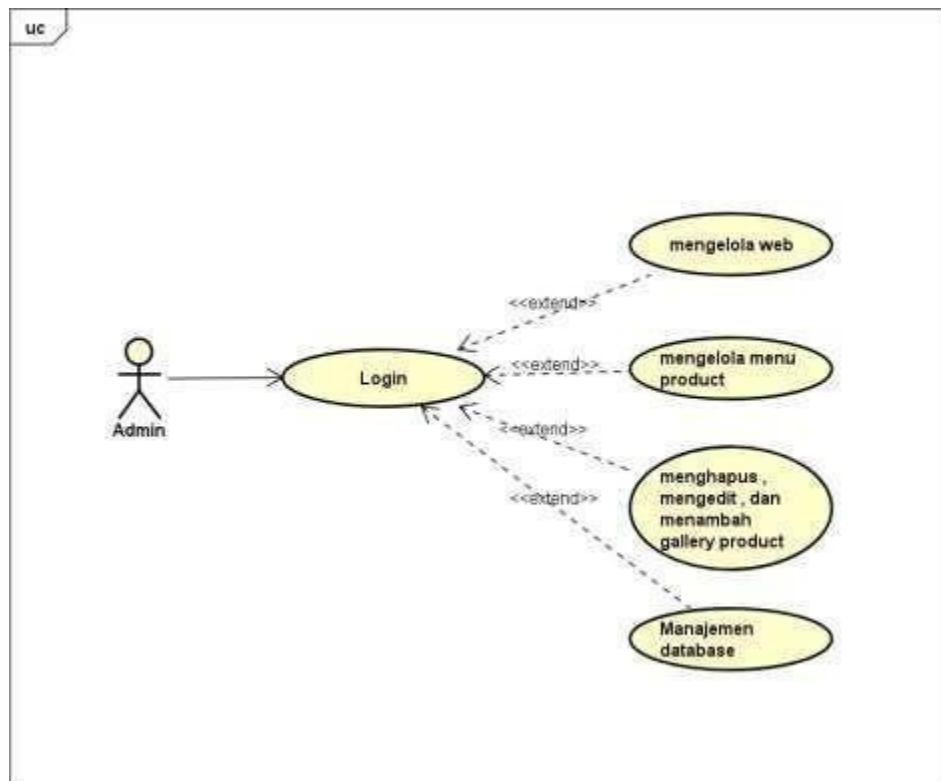 uc
mengelola web
<<extend>>
mengelola menu
product
<<extend>>
Login
Admin
<<extend>>
menghapus ,
mengedit , dan
menambah
gallery product
<<extend>>
Manajemen
database